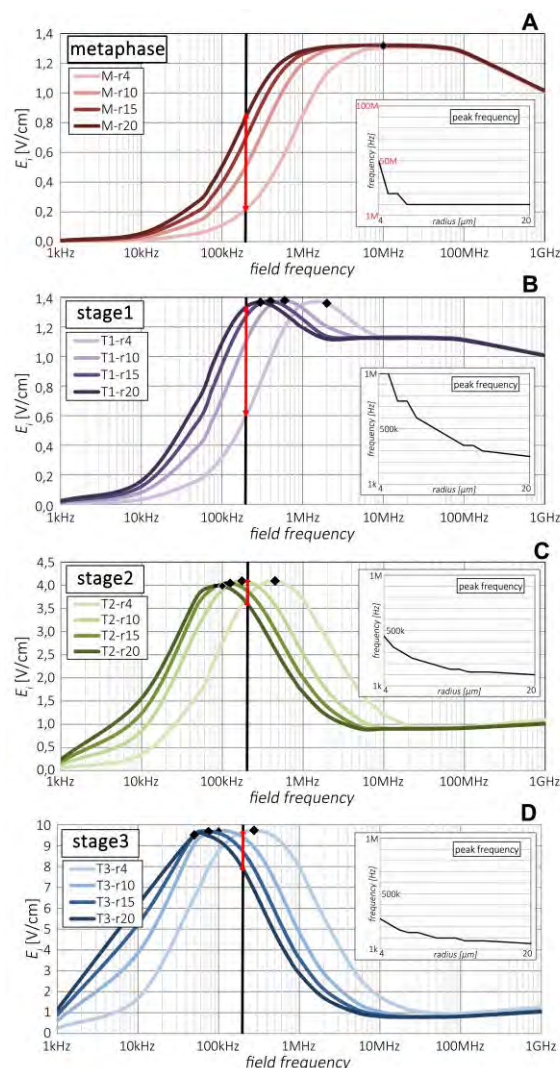 A
metaphase
M-r4
M-r10
M-r15
M-r20
1,4
1,2
1,0
0,8
0,6
0,4
0,2
0,0
Ei [V/cm]
1kHz 10kHz 100kHz 1MHz 10MHz 100MHz 1GHz
field frequency
peak frequency
100M
50M
1M
frequency [Hz]
4 radius [µm] 20
B
stage1
T1-r4
T1-r10
T1-r15
T1-r20
1,4
1,2
1,0
0,8
0,6
0,4
0,2
0,0
Ei [V/cm]
1kHz 10kHz 100kHz 1MHz 10MHz 100MHz 1GHz
field frequency
peak frequency
1M
500k
1k
frequency [Hz]
4 radius [µm] 20
C
stage2
T2-r4
T2-r10
T2-r15
T2-r20
4,5
4,0
3,5
3,0
2,5
2,0
1,5
1,0
0,5
0,0
Ei [V/cm]
1kHz 10kHz 100kHz 1MHz 10MHz 100MHz 1GHz
field frequency
peak frequency
1M
500k
1k
frequency [Hz]
4 radius [µm] 20
D
stage3
T3-r4
T3-r10
T3-r15
T3-r20
10
9
8
7
6
5
4
3
2
1
0
Ei [V/cm]
1kHz 10kHz 100kHz 1MHz 10MHz 100MHz 1GHz
field frequency
peak frequency
1M
500k
1k
frequency [Hz]
4 radius [µm] 20